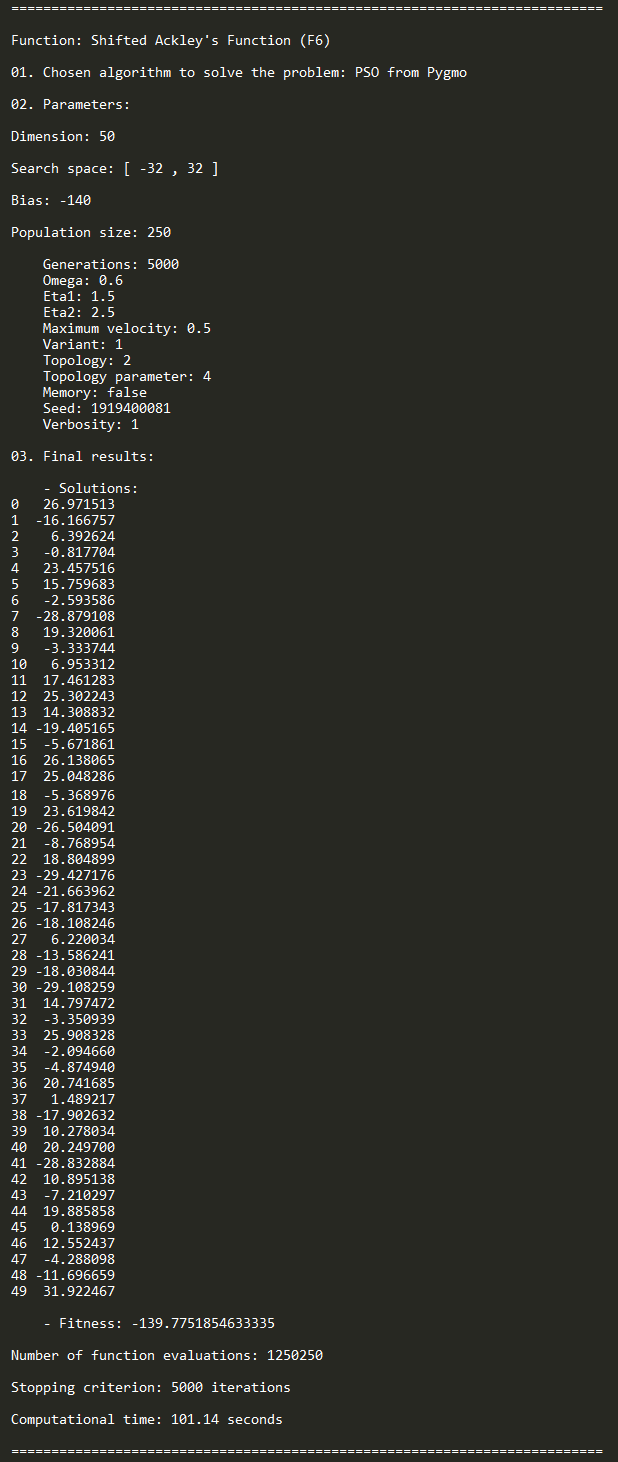 ==========================================================================
Function: Shifted Ackley's Function (F6)
01. Chosen algorithm to solve the problem: PSO from Pygmo
02. Parameters:
Dimension: 50
Search space: [ -32 , 32 ]
Bias: -140
Population size: 250
Generations: 5000
Omega: 0.6
Eta1: 1.5
Eta2: 2.5
Maximum velocity: 0.5
Variant: 1
Topology: 2
Topology parameter: 4
Memory: false
Seed: 1919400081
Verbosity: 1
03. Final results:
- Solutions:
0 26.971513
1 -16.166757
2 6.392624
3 -0.817704
4 23.457516
5 15.759683
6 -2.593586
7 -28.879108
8 19.320061
9 -3.333744
10 6.953312
11 17.461283
12 25.302243
13 14.308832
14 -19.405165
15 -5.671861
16 26.138065
17 25.048286
18 -5.368976
19 23.619842
20 -26.504091
21 -8.768954
22 18.804899
23 -29.427176
24 -21.663962
25 -17.817343
26 -18.108246
27 6.220034
28 -13.586241
29 -18.030844
30 -29.108259
31 14.797472
32 -3.350939
33 25.908328
34 -2.094660
35 -4.874940
36 20.741685
37 1.489217
38 -17.902632
39 10.278034
40 20.249700
41 -28.832884
42 10.895138
43 -7.210297
44 19.885858
45 0.138969
46 12.552437
47 -4.288098
48 -11.696659
49 31.922467
- Fitness: -139.7751854633335
Number of function evaluations: 1250250
Stopping criterion: 5000 iterations
Computational time: 101.14 seconds
==========================================================================